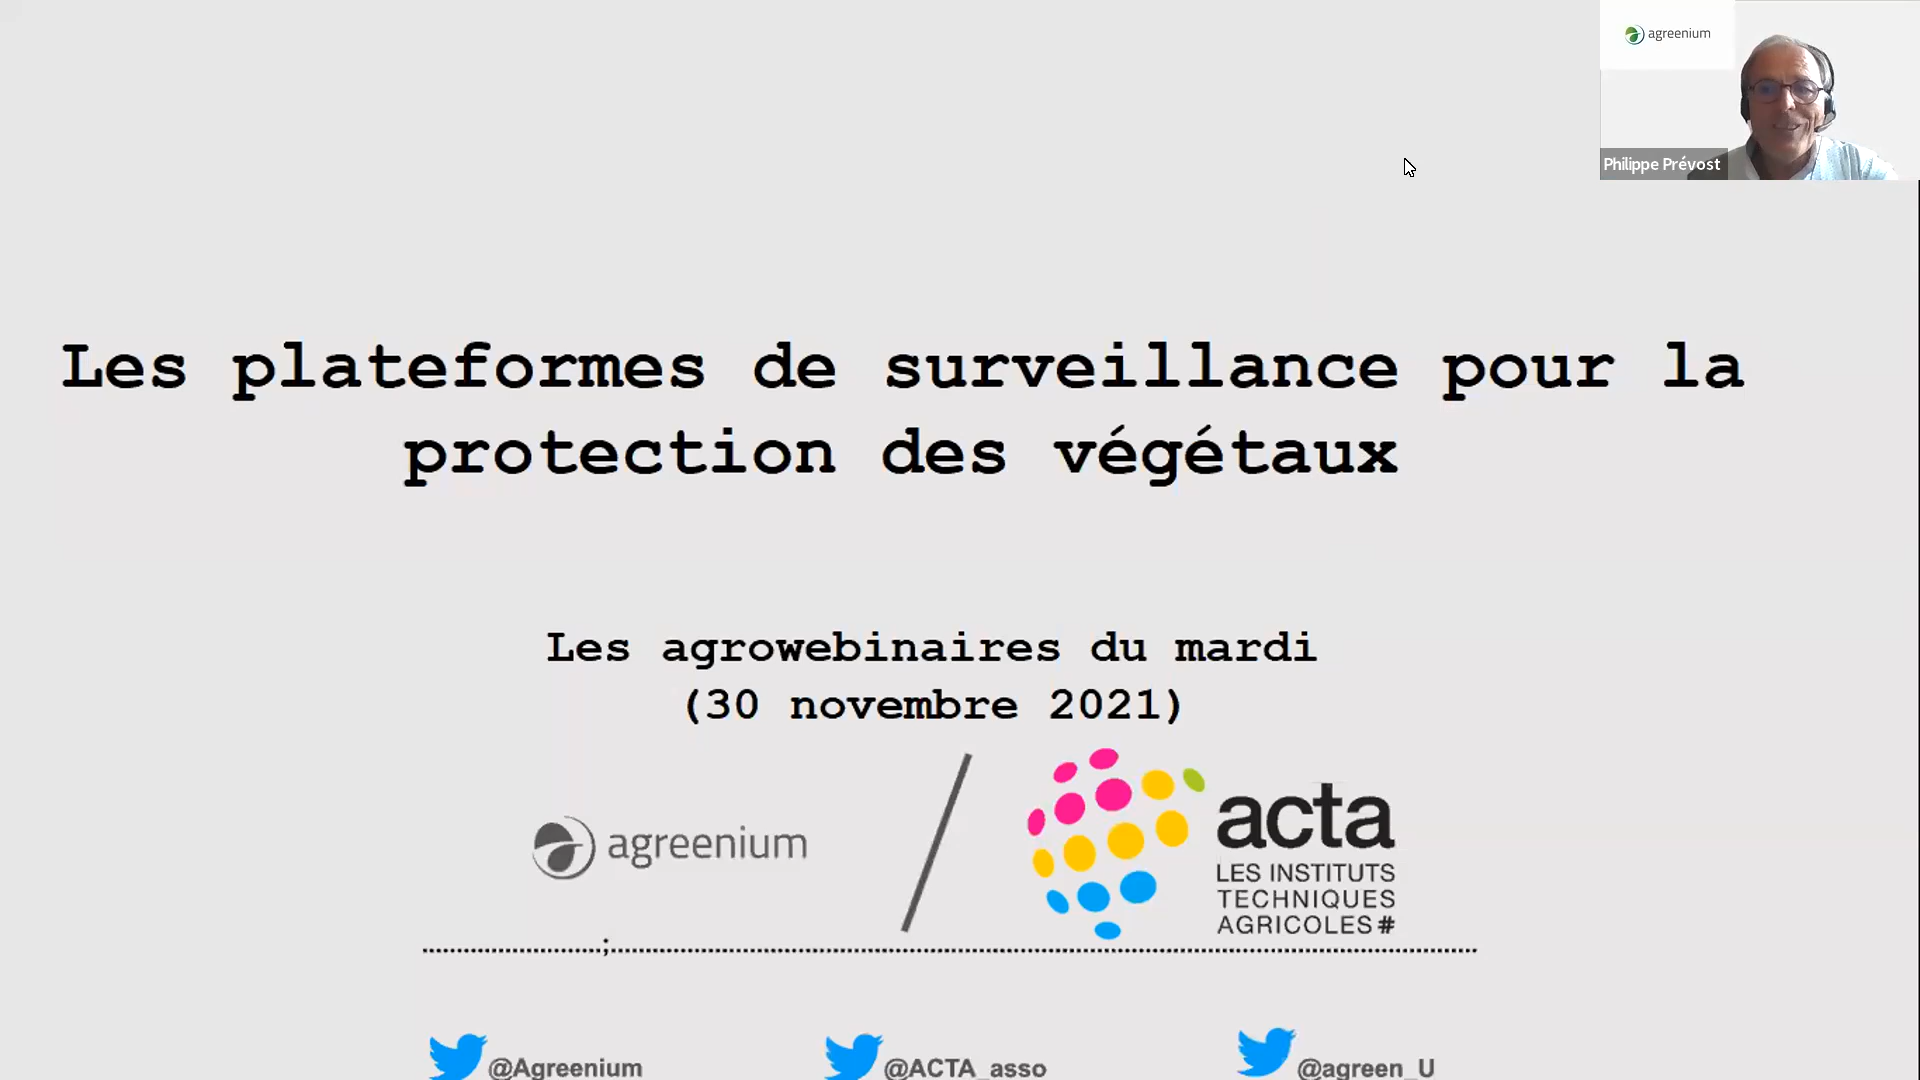 agreenium
Philippe Prévost
Les plateformes de surveillance pour la
protection des végétaux
Les agrowebinaires du mardi
(30 novembre 2021)
agreenium
acta
LES INSTITUTS
TECHNIQUES
AGRICOLES#
;
@Agreenium
@ACTA_asso
@agreen_U